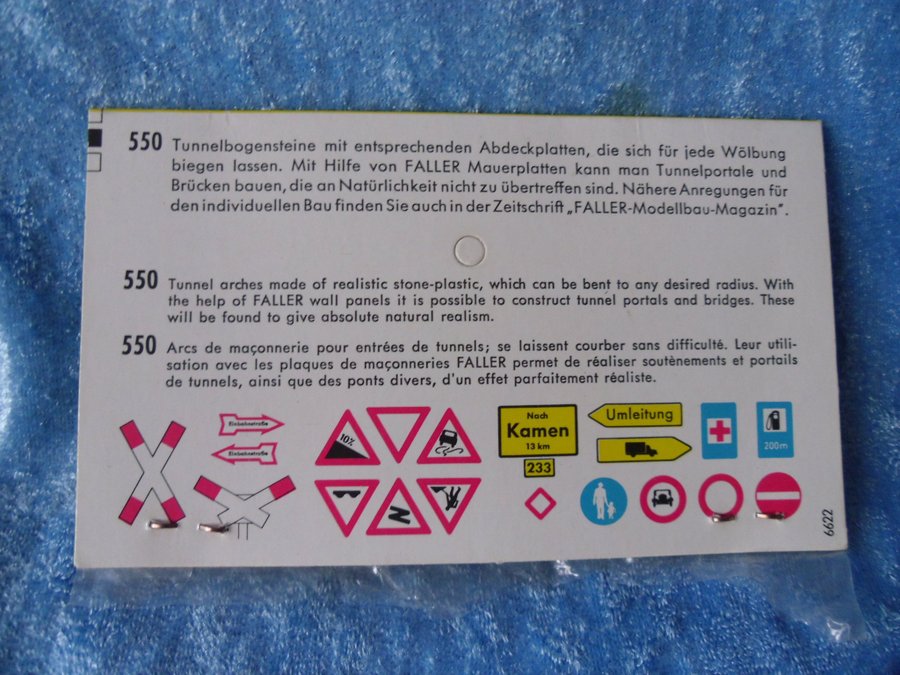 550 Tunnelbogensteine mit entsprechenden Abdeckplatten, die sich für jede Wölbung
biegen lassen. Mit Hilfe von FALLER Mauerplatten kann man Tunnelportale und
Brücken bauen, die an Natürlichkeit nicht zu übertreffen sind. Nähere Anregungen für
den individuellen Bau finden Sie auch in der Zeitschrift „FALLER-Modellbau-Magazin".
550 Tunnel arches made of realistic stone-plastic, which can be bent to any desired radius. With
the help of FALLER wall panels it is possible to construct tunnel portals and bridges. These
will be found to give absolute natural realism.
550 Arcs de maçonnerie pour entrées de tunnels; se laissent courber sans difficulté. Leur utili-
sation avec les plaques de maçonneries FALLER permet de réaliser soutènements et portails
de tunnels, ainsi que des ponts divers, d'un effet parfaitement réaliste.
Einbahnstraße
Einbahnstraße
10%
Nach
Kamen
13 km
233
Umleitung
200m
6622